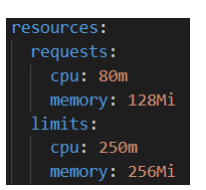 resources:
  requests:
    cpu: 80m
    memory: 128Mi
  limits:
    cpu: 250m
    memory: 256Mi